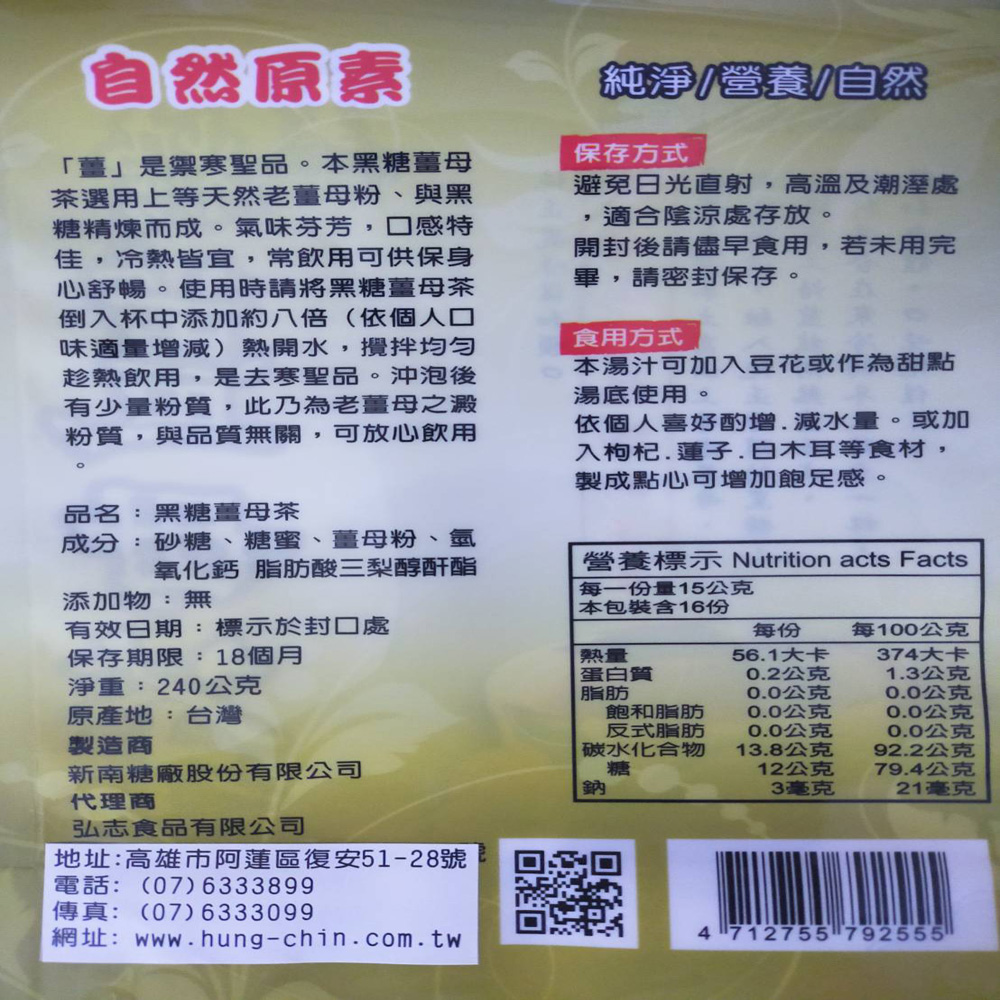 自然原素
「薑」是禦寒聖品。本黑糖薑母
茶選用上等天然老薑母粉、與黑
糖精煉而成。氣味芬芳,口感特
佳,冷熱皆宜,常飲用可供保身
心舒暢。使用時請將黑糖薑母茶
倒入杯中添加約八倍(依個人口
味適量增減)熱開水,攪拌均勻
趁熱飲用,是去寒聖品。沖泡後
有少量粉質,此乃為老薑母之澱
粉質,與品質無關,可放心飲用
。
品名:黑糖薑母茶
成分:砂糖、糖蜜、薑母粉、氫
氧化鈣 脂肪酸三梨醇酐酯
添加物:無
有效日期:標示於封口處
保存期限:18個月
淨重:240公克
原產地:台灣
製造商
新南糖廠股份有限公司
代理商
弘志食品有限公司
號
地址:高雄市阿蓮區復安51-28號
電話: (07)6333899
傳真: (07)6333099
網址: www.hung-chin.com.tw
純淨/營養/自然
保存方式
避免日光直射,高溫及潮溼處
,適合陰涼處存放。
開封後請儘早食用,若未用完
畢,請密封保存。
食用方式
本湯汁可加入豆花或作為甜點
湯底使用。
依個人喜好酌增.減水量。或加
入枸杞.蓮子.白木耳等食材,
製成點心可增加飽足感。
營養標示 Nutrition acts Facts
每一份量15公克
本包裝含16份
每份 每100公克
熱量 56.1大卡 374大卡
蛋白質 0.2公克 1.3公克
脂肪 0.0公克 0.0公克
飽和脂肪 0.0公克 0.0公克
反式脂肪 0.0公克 0.0公克
碳水化合物 13.8公克 92.2公克
糖 12公克 79.4公克
鈉 3毫克 21毫克
4 712755 792555